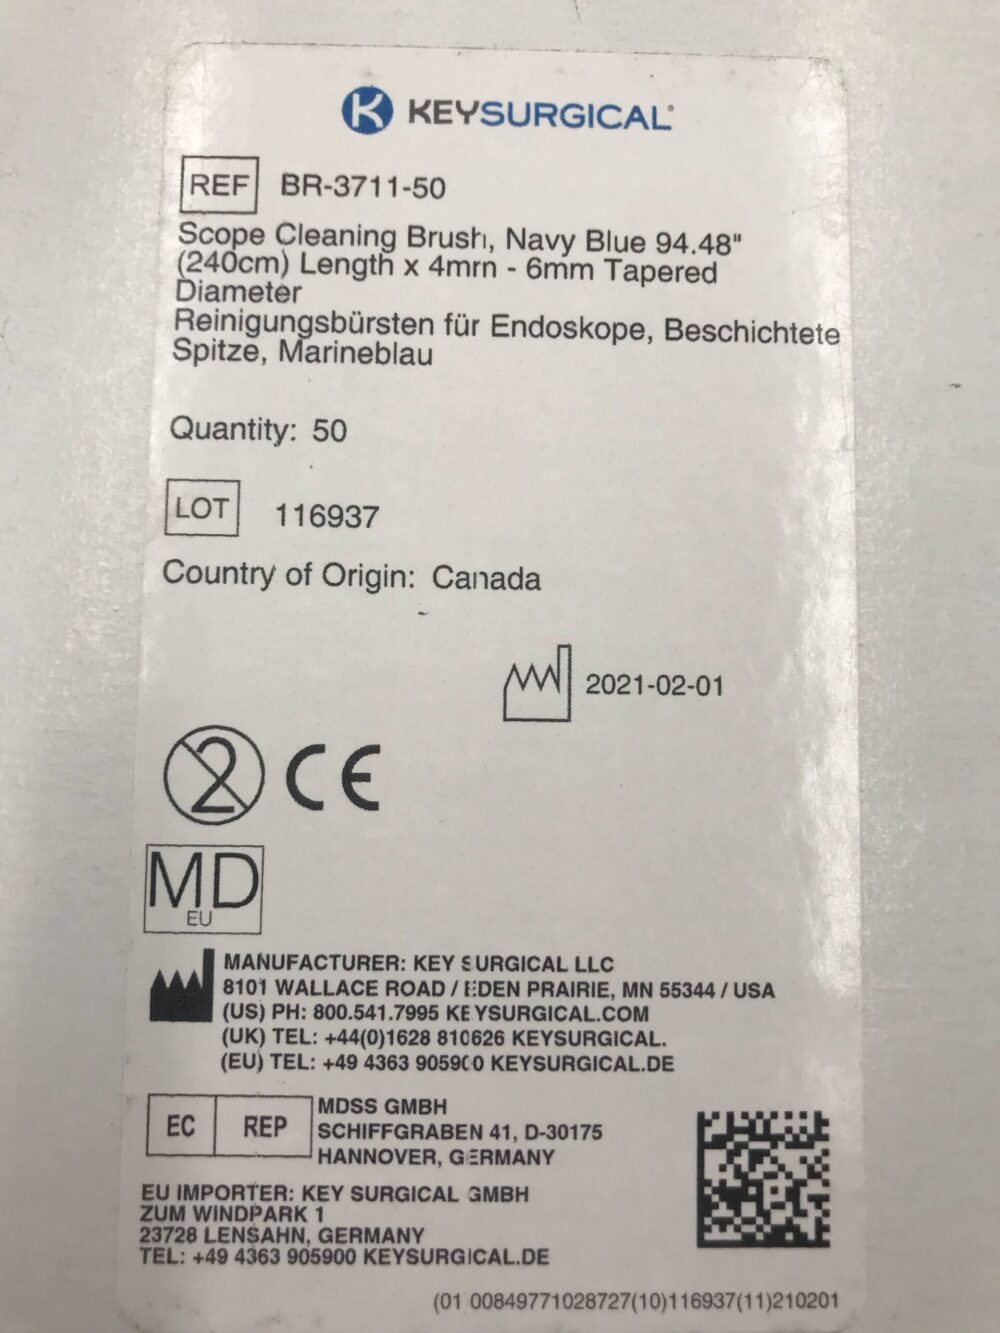 K KEYSURGICAL®
REF BR-3711-50
Scope Cleaning Brush, Navy Blue 94.48"
(240cm) Length x 4mm - 6mm Tapered
Diameter
Reinigungsbürsten für Endoskope, Beschichtete
Spitze, Marineblau
Quantity: 50
LOT 116937
Country of Origin: Canada
2021-02-01
2 CE
MD
EU
MANUFACTURER: KEY SURGICAL LLC
8101 WALLACE ROAD / EDEN PRAIRIE, MN 55344 / USA
(US) PH: 800.541.7995 KEYSURGICAL.COM
(UK) TEL: +44(0)1628 810626 KEYSURGICAL.
(EU) TEL: +49 4363 905900 KEYSURGICAL.DE
EC REP
MDSS GMBH
SCHIFFGRABEN 41, D-30175
HANNOVER, GERMANY
EU IMPORTER: KEY SURGICAL GMBH
ZUM WINDPARK 1
23728 LENSAHN, GERMANY
TEL: +49 4363 905900 KEYSURGICAL.DE
(01 00849771028727(10)116937(11)210201